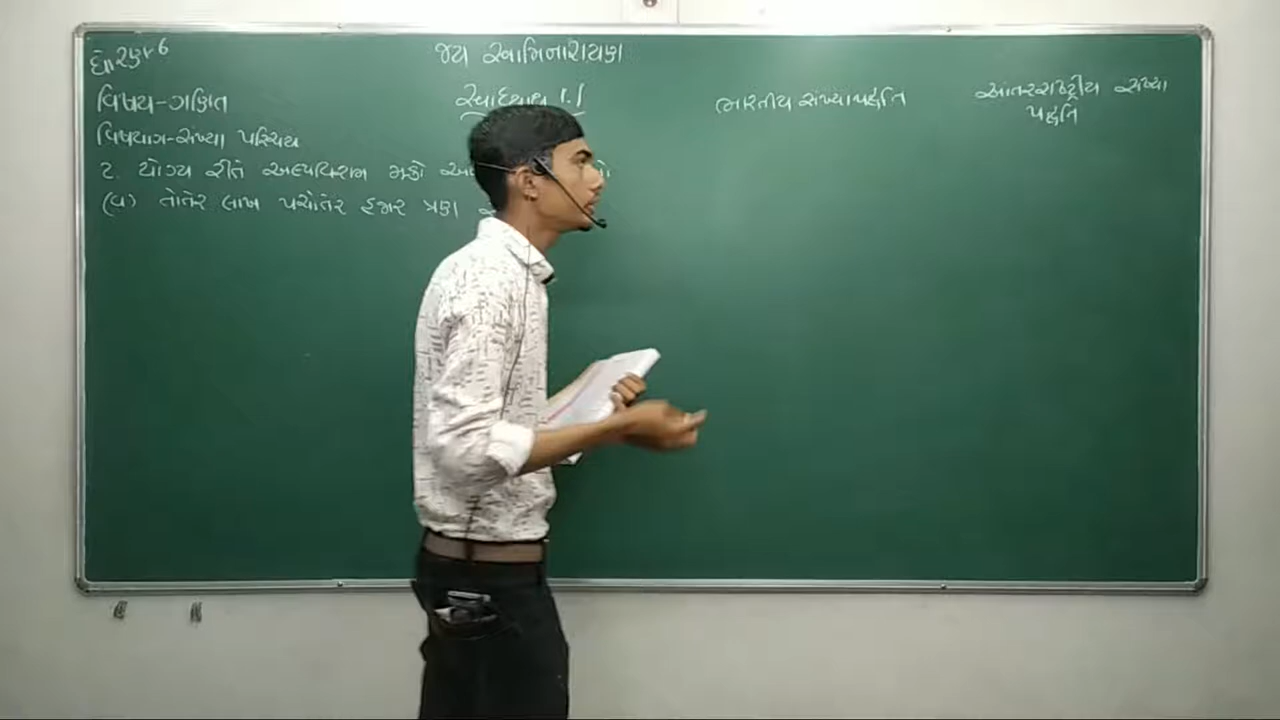 ધોરણ 6
જય સ્વામિનારાયણ
વિષય-ગણિત
સ્વાધ્યાય 1.1
ભારતીય સંખ્યાપદ્ધતિ
આંતરરાષ્ટ્રીય સંખ્યા
પદ્ધતિ
વિષયાંગ-સંખ્યા પરિચય
2. યોગ્ય રીતે અલ્પવિરામ મૂકો
(a) તોતેર લાખ પચોતેર હજાર ત્રણ